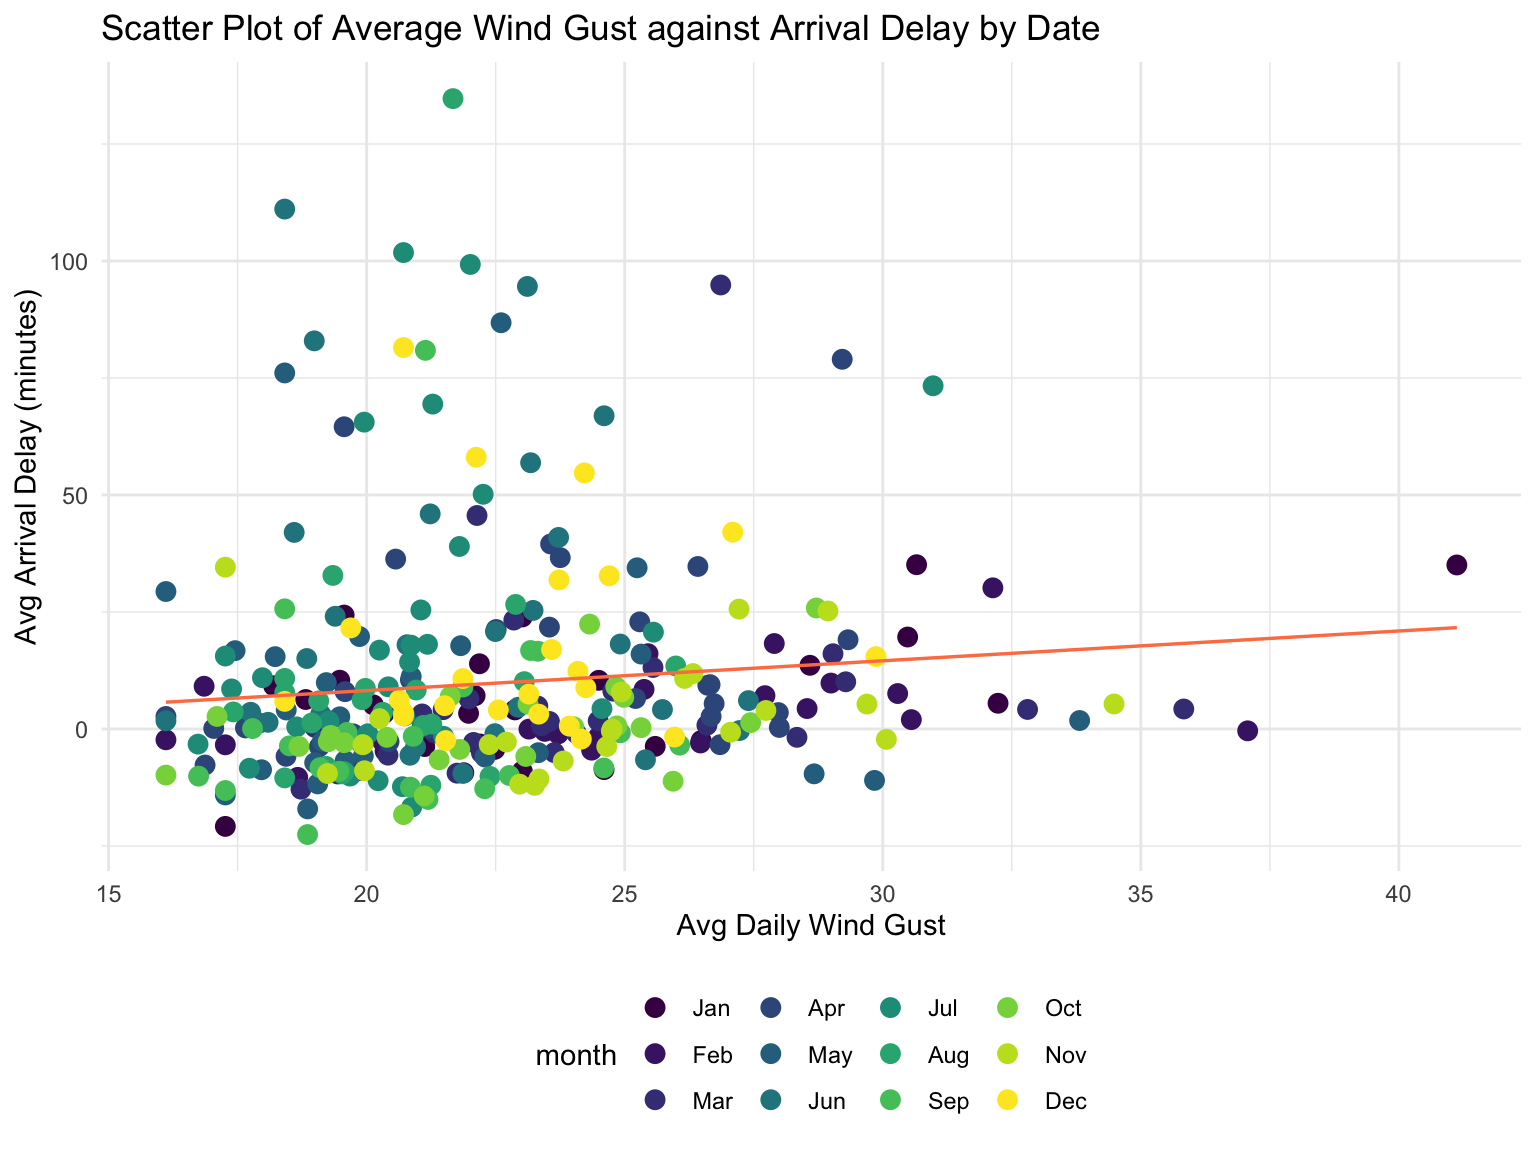 Scatter Plot of Average Wind Gust against Arrival Delay by Date
Avg Arrival Delay (minutes)
100
50
0
15 20 25 30 35 40
Avg Daily Wind Gust
month
Jan Apr Jul Oct
Feb May Aug Nov
Mar Jun Sep Dec